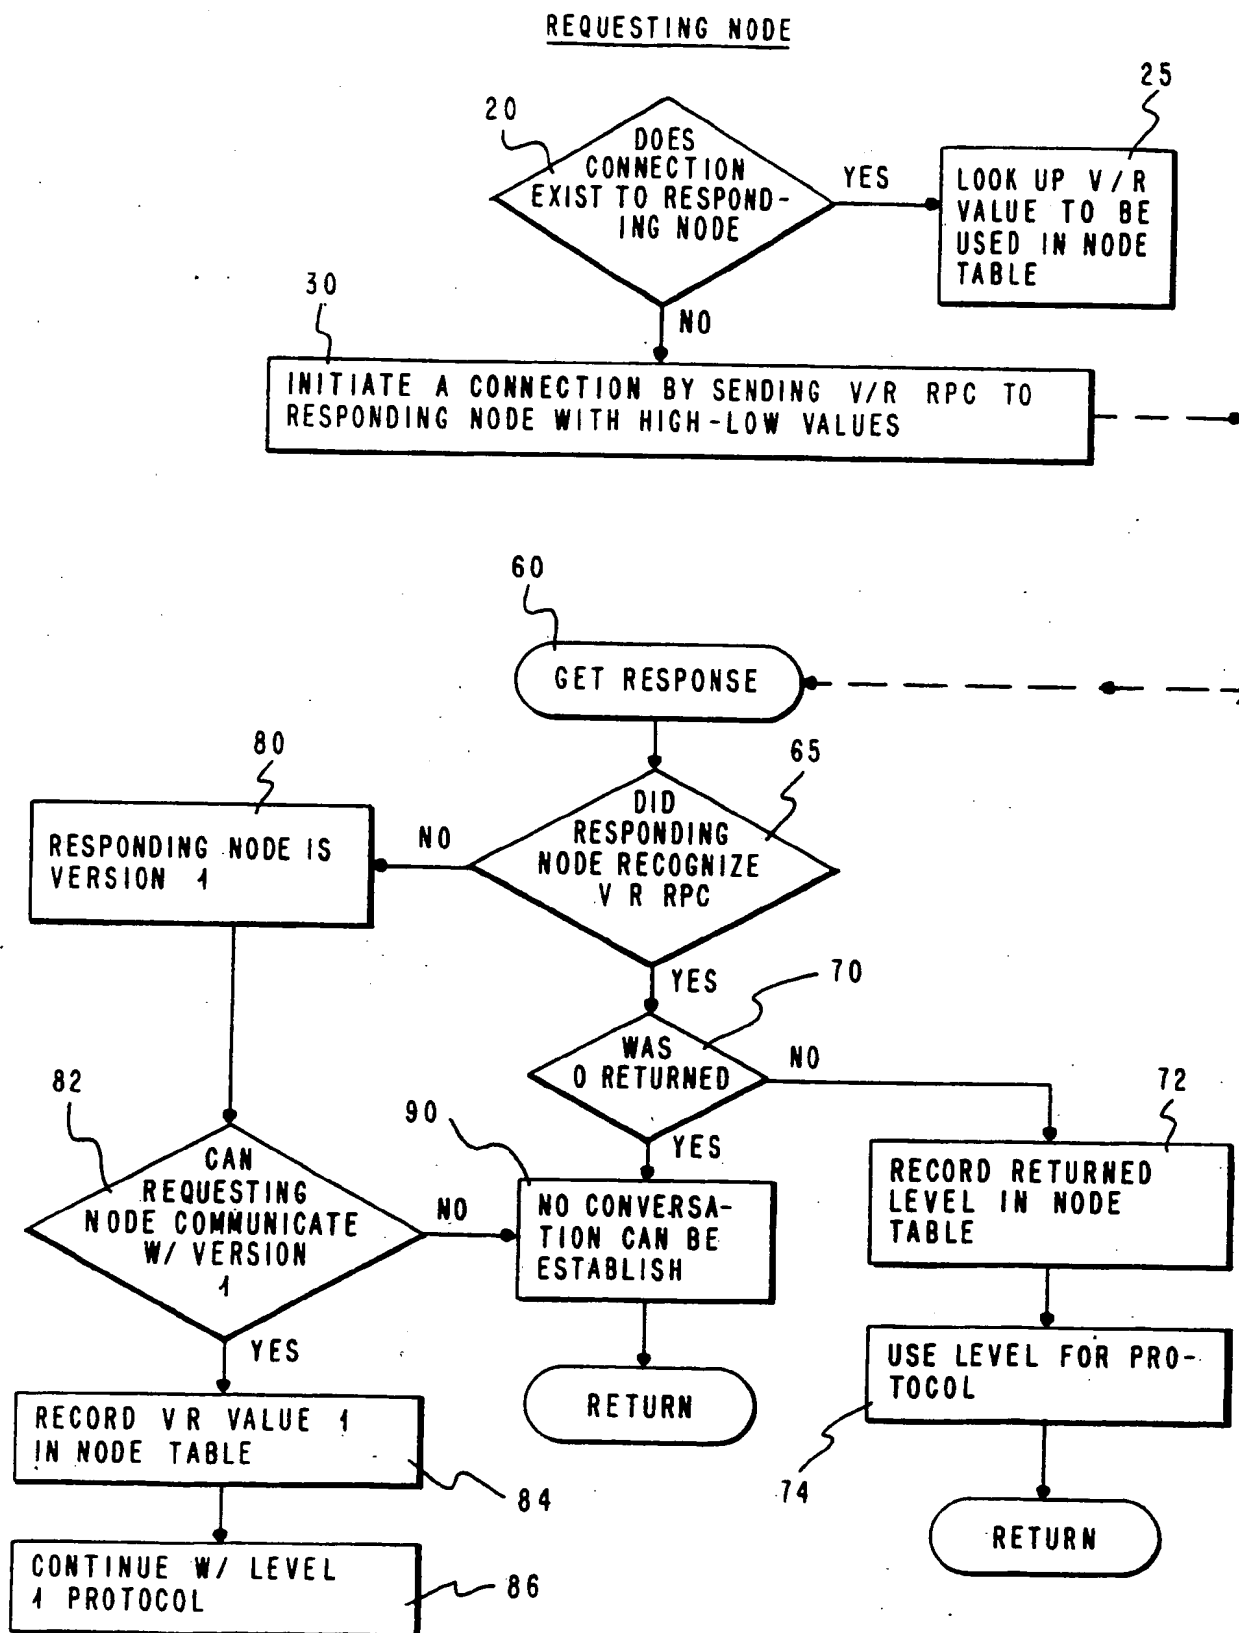 REQUESTING NODE
20
25
DOES
CONNECTION
EXIST TO RESPOND-
ING NODE
YES
LOOK UP V/R
VALUE TO BE
USED IN NODE
TABLE
30
NO
INITIATE A CONNECTION BY SENDING V/R RPC TO
RESPONDING NODE WITH HIGH-LOW VALUES
60
GET RESPONSE
80
65
RESPONDING NODE IS
VERSION 1
NO
DID
RESPONDING
NODE RECOGNIZE
V R RPC
YES
70
WAS
0 RETURNED
NO
82
90
72
YES
CAN
REQUESTING
NODE COMMUNICATE
W/ VERSION
1
NO
NO CONVERSA-
TION CAN BE
ESTABLISH
RECORD RETURNED
LEVEL IN NODE
TABLE
YES
USE LEVEL FOR PRO-
TOCOL
RECORD V R VALUE 1
IN NODE TABLE
RETURN
84
74
RETURN
CONTINUE W/ LEVEL
1 PROTOCOL
86